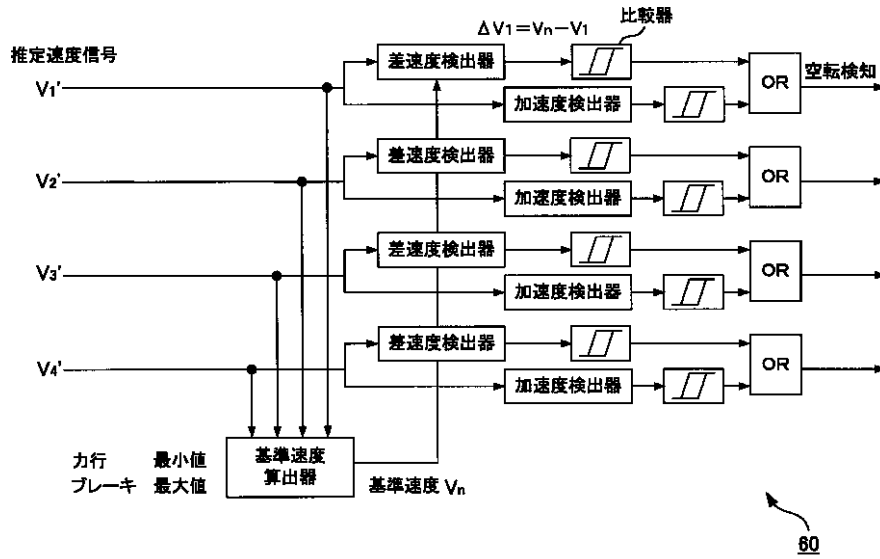 ΔV1=Vn-V1
比較器
推定速度信号
差速度検出器
OR
空転検知
V1'
加速度検出器
差速度検出器
OR
V2'
加速度検出器
差速度検出器
OR
V3'
加速度検出器
差速度検出器
OR
V4'
加速度検出器
力行 最小値
ブレーキ 最大値
基準速度
算出器
基準速度 Vn
60